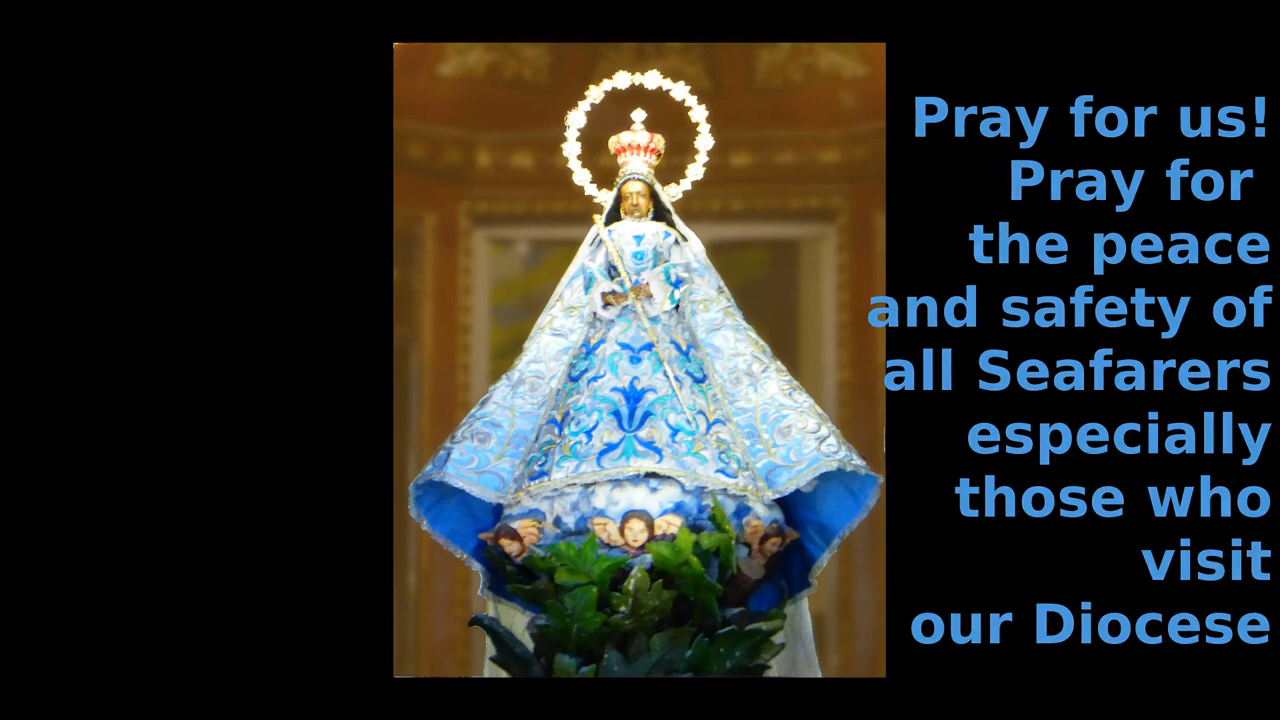 Pray for us!
Pray for
the peace
and safety of
all Seafarers
especially
those who
visit
our Diocese